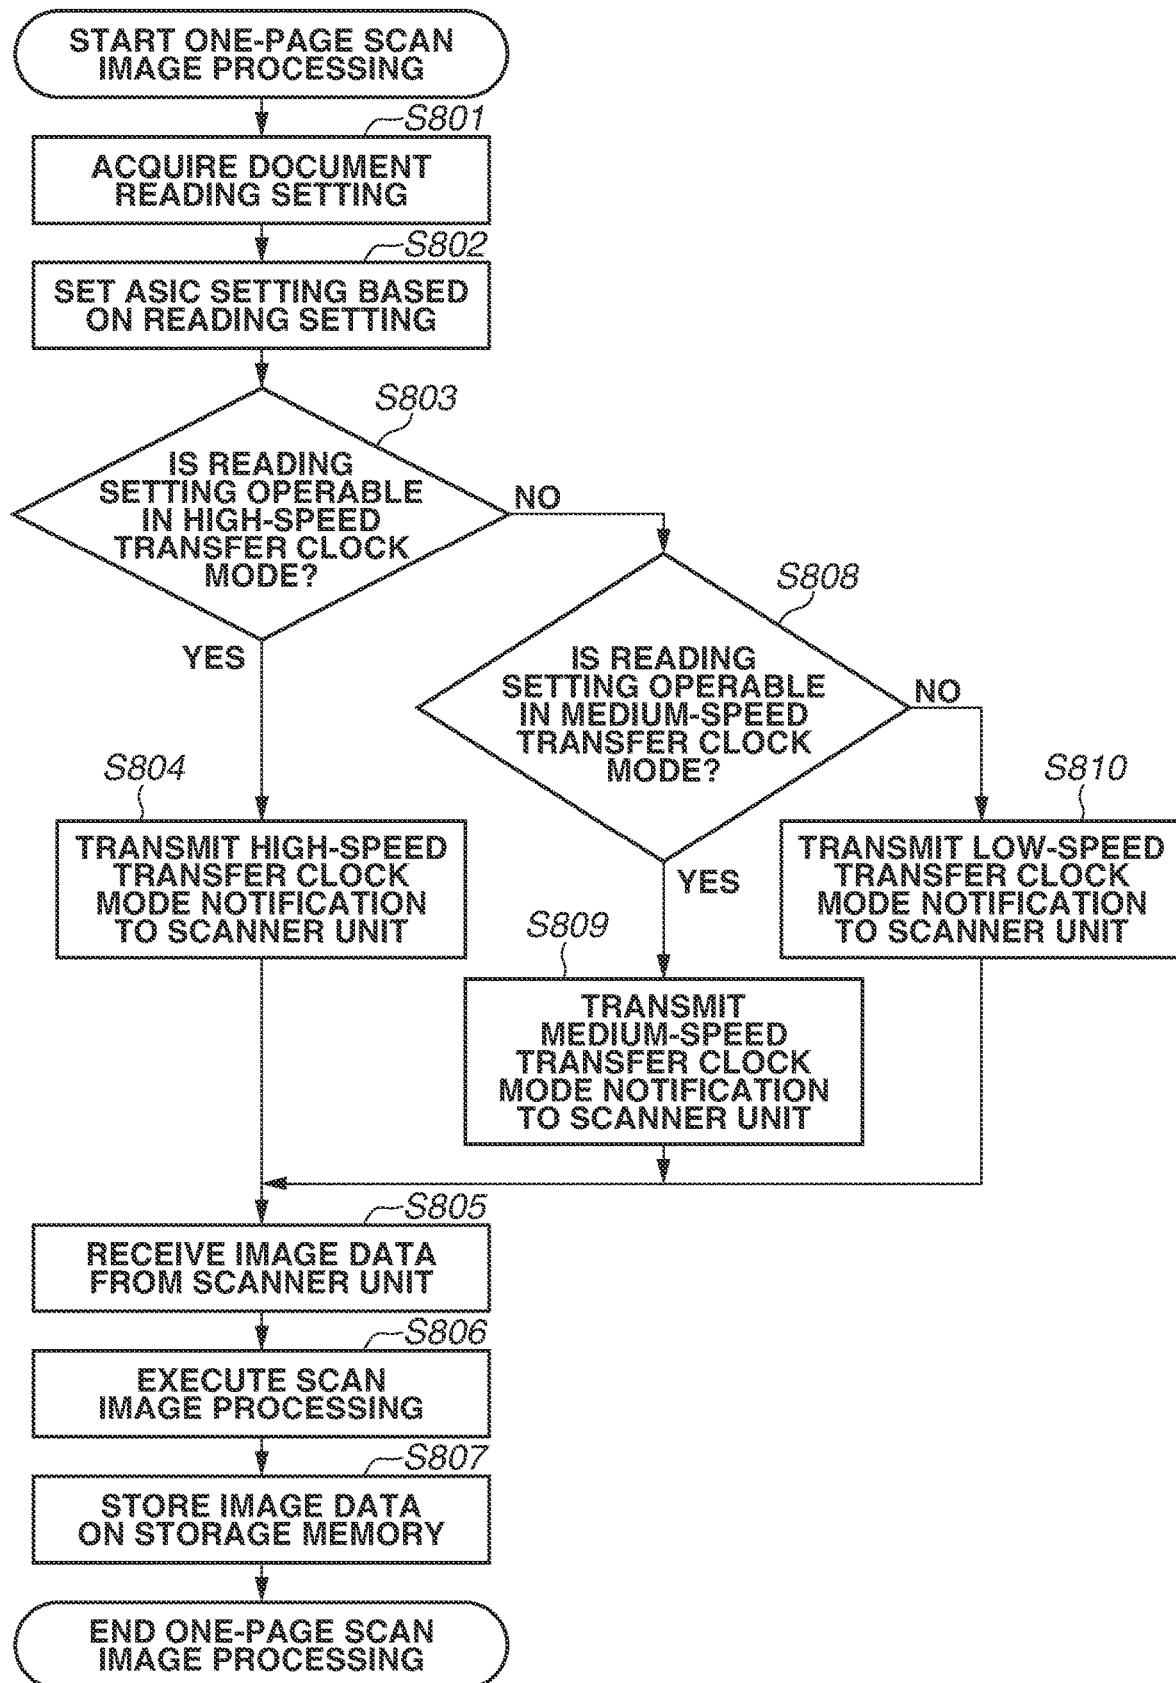 START ONE-PAGE SCAN
IMAGE PROCESSING
S801
ACQUIRE DOCUMENT
READING SETTING
S802
SET ASIC SETTING BASED
ON READING SETTING
S803
IS READING
SETTING OPERABLE
IN HIGH-SPEED
TRANSFER CLOCK
MODE?
NO
YES
S808
IS READING
SETTING OPERABLE
IN MEDIUM-SPEED
TRANSFER CLOCK
MODE?
NO
YES
S804
TRANSMIT HIGH-SPEED
TRANSFER CLOCK
MODE NOTIFICATION
TO SCANNER UNIT
S810
TRANSMIT LOW-SPEED
TRANSFER CLOCK
MODE NOTIFICATION
TO SCANNER UNIT
S809
TRANSMIT
MEDIUM-SPEED
TRANSFER CLOCK
MODE NOTIFICATION
TO SCANNER UNIT
S805
RECEIVE IMAGE DATA
FROM SCANNER UNIT
S806
EXECUTE SCAN
IMAGE PROCESSING
S807
STORE IMAGE DATA
ON STORAGE MEMORY
END ONE-PAGE SCAN
IMAGE PROCESSING